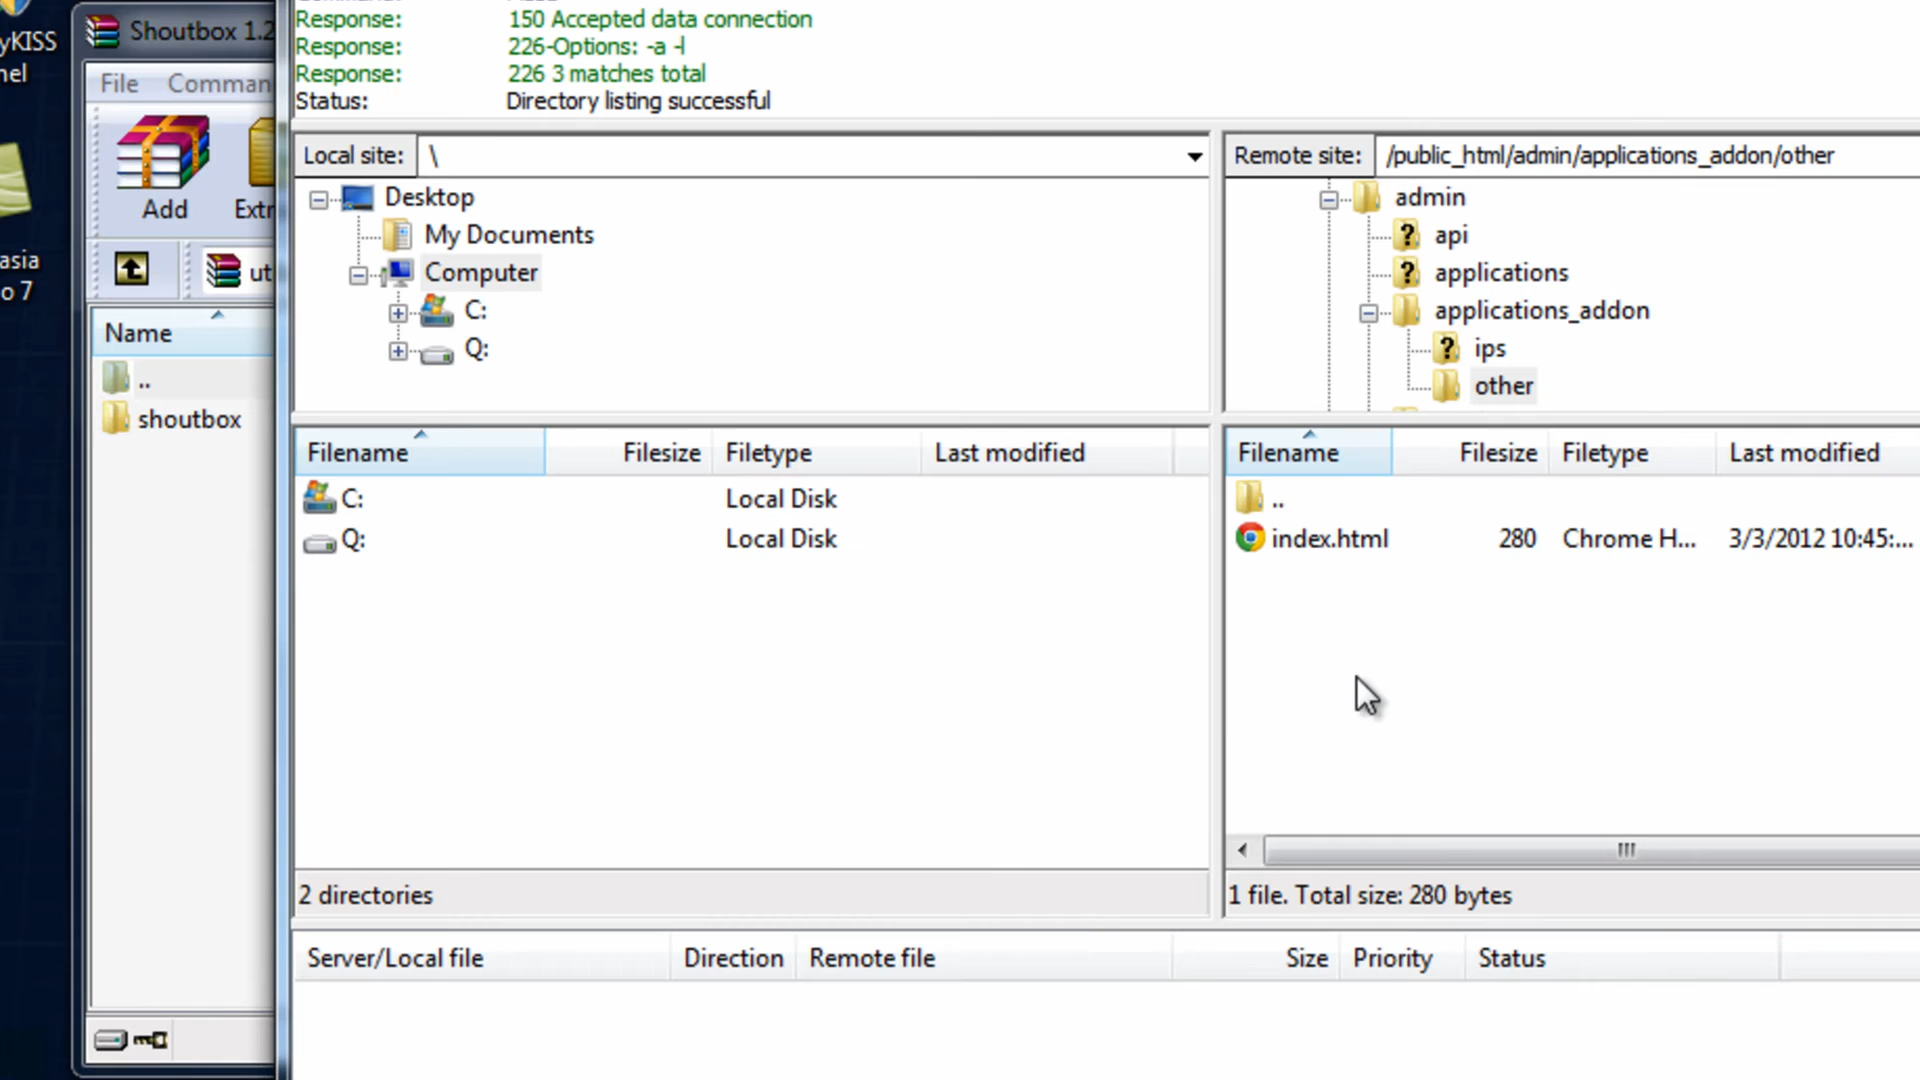 yKISS
nel
asia
o 7
Shoutbox 1.2
File Comman
Add Extr
ut
Name
..
shoutbox
Response: 150 Accepted data connection
Response: 226-Options: -a -l
Response: 226 3 matches total
Status: Directory listing successful
Local site: \
Desktop
My Documents
Computer
C:
Q:
Filename Filesize Filetype Last modified
C: Local Disk
Q: Local Disk
2 directories
Remote site: /public_html/admin/applications_addon/other
admin
api
applications
applications_addon
ips
other
Filename Filesize Filetype Last modified
..
index.html 280 Chrome H... 3/3/2012 10:45:...
1 file. Total size: 280 bytes
Server/Local file Direction Remote file Size Priority Status